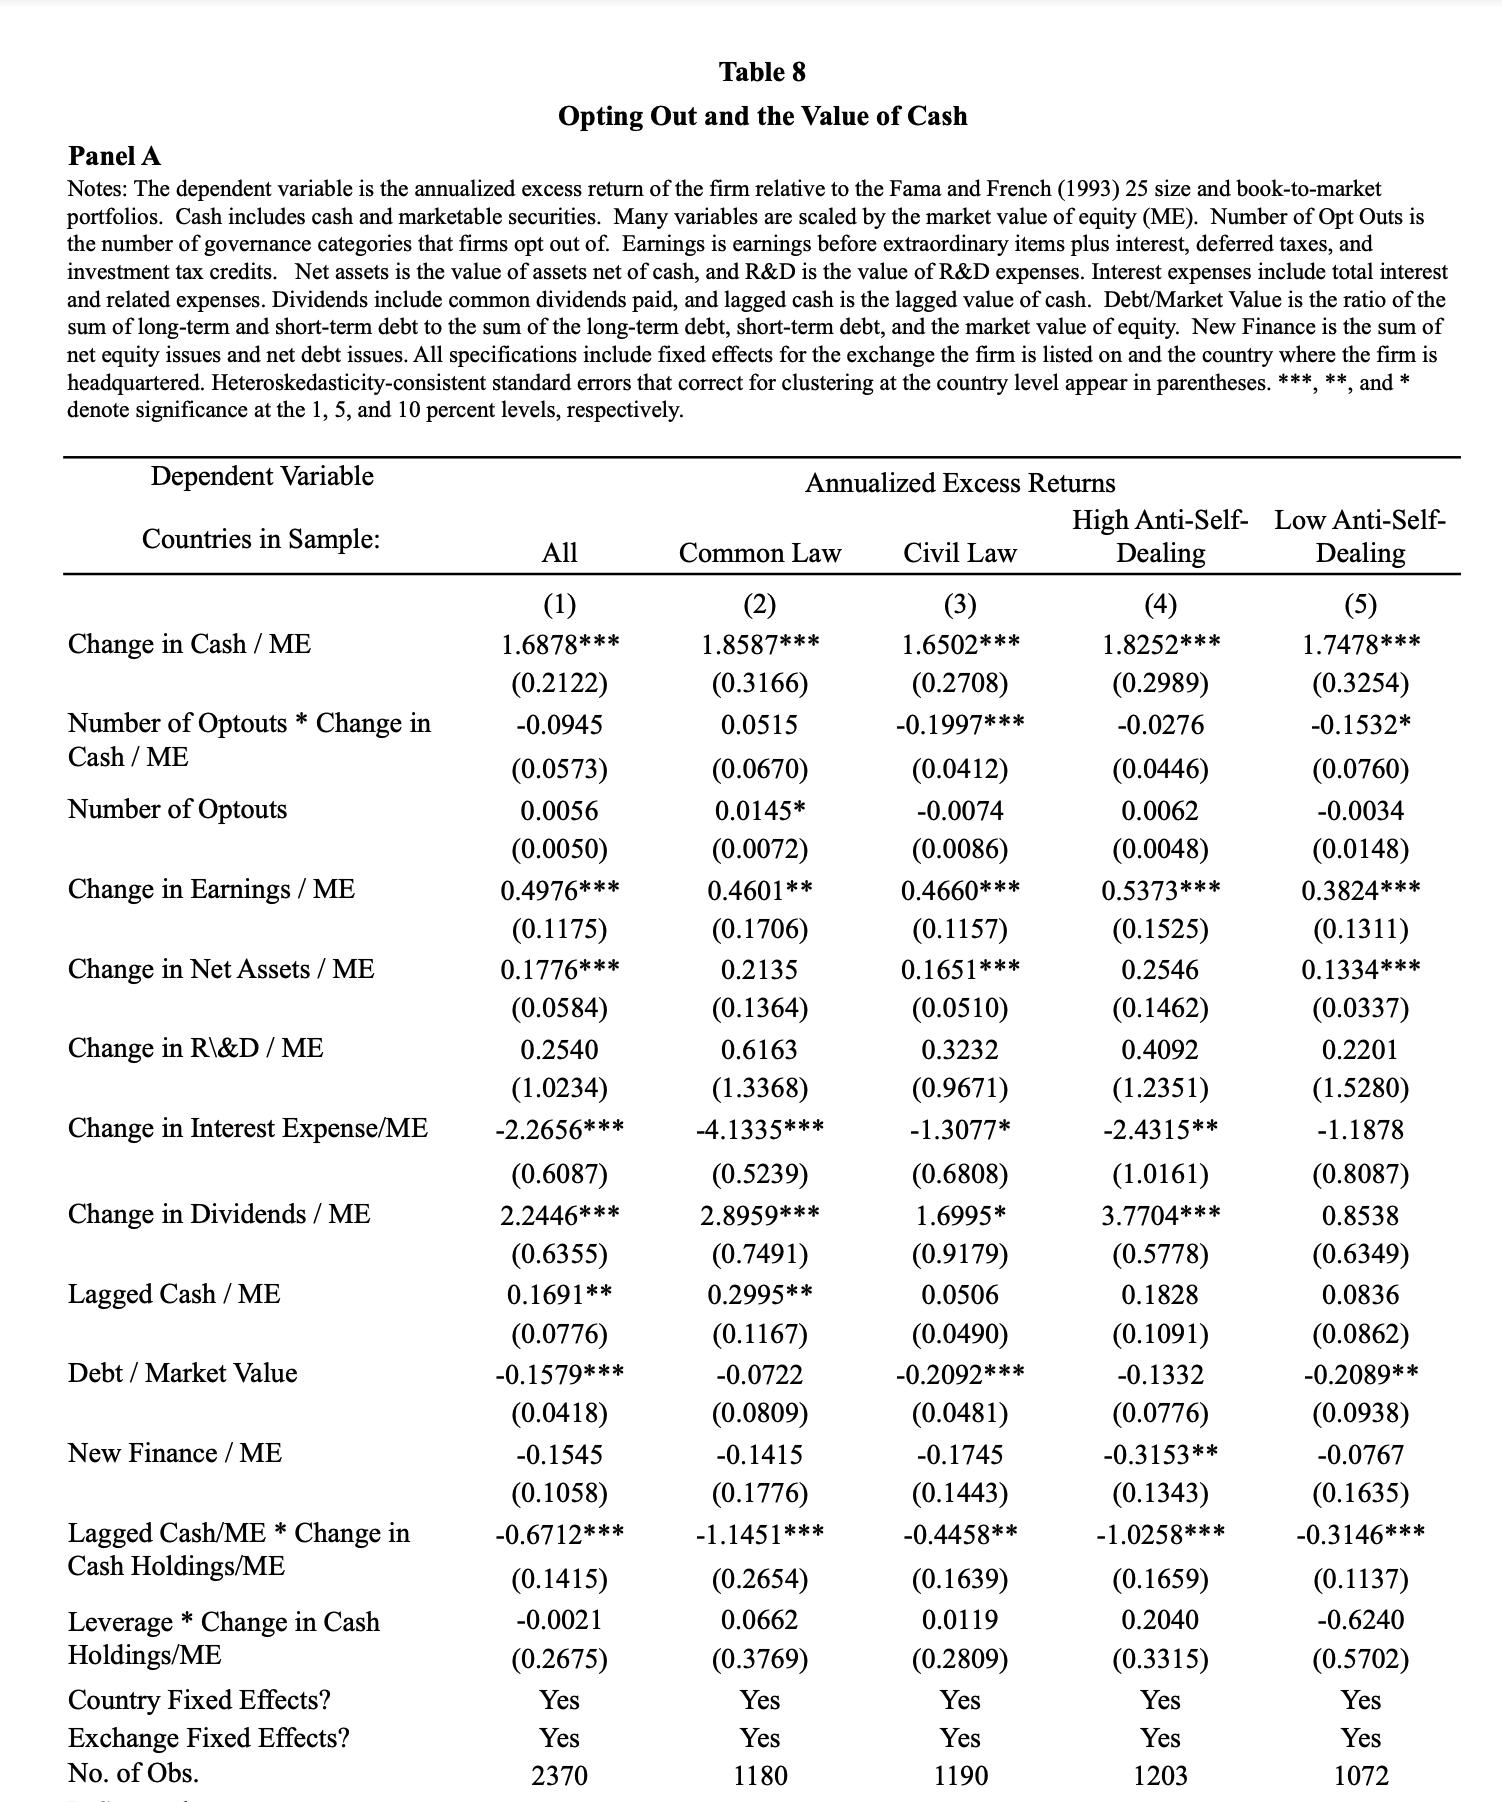 Table 8
Opting Out and the Value of Cash
Panel A
Notes: The dependent variable is the annualized excess return of the firm relative to the Fama and French (1993) 25 size and book-to-market
portfolios. Cash includes cash and marketable securities. Many variables are scaled by the market value of equity (ME). Number of Opt Outs is
the number of governance categories that firms opt out of. Earnings is earnings before extraordinary items plus interest, deferred taxes, and
investment tax credits. Net assets is the value of assets net of cash, and R&D is the value of R&D expenses. Interest expenses include total interest
and related expenses. Dividends include common dividends paid, and lagged cash is the lagged value of cash. Debt/Market Value is the ratio of the
sum of long-term and short-term debt to the sum of the long-term debt, short-term debt, and the market value of equity. New Finance is the sum of
net equity issues and net debt issues. All specifications include fixed effects for the exchange the firm is listed on and the country where the firm is
headquartered. Heteroskedasticity-consistent standard errors that correct for clustering at the country level appear in parentheses. ***, **, and *
denote significance at the 1, 5, and 10 percent levels, respectively.
Dependent Variable Annualized Excess Returns
Countries in Sample: All Common Law Civil Law High Anti-Self-Dealing Low Anti-Self-Dealing
(1) (2) (3) (4) (5)
Change in Cash / ME 1.6878*** 1.8587*** 1.6502*** 1.8252*** 1.7478***
(0.2122) (0.3166) (0.2708) (0.2989) (0.3254)
Number of Optouts * Change in -0.0945 0.0515 -0.1997*** -0.0276 -0.1532*
Cash / ME (0.0573) (0.0670) (0.0412) (0.0446) (0.0760)
Number of Optouts 0.0056 0.0145* -0.0074 0.0062 -0.0034
(0.0050) (0.0072) (0.0086) (0.0048) (0.0148)
Change in Earnings / ME 0.4976*** 0.4601** 0.4660*** 0.5373*** 0.3824***
(0.1175) (0.1706) (0.1157) (0.1525) (0.1311)
Change in Net Assets / ME 0.1776*** 0.2135 0.1651*** 0.2546 0.1334***
(0.0584) (0.1364) (0.0510) (0.1462) (0.0337)
Change in R\&D / ME 0.2540 0.6163 0.3232 0.4092 0.2201
(1.0234) (1.3368) (0.9671) (1.2351) (1.5280)
Change in Interest Expense/ME -2.2656*** -4.1335*** -1.3077* -2.4315** -1.1878
(0.6087) (0.5239) (0.6808) (1.0161) (0.8087)
Change in Dividends / ME 2.2446*** 2.8959*** 1.6995* 3.7704*** 0.8538
(0.6355) (0.7491) (0.9179) (0.5778) (0.6349)
Lagged Cash / ME 0.1691** 0.2995** 0.0506 0.1828 0.0836
(0.0776) (0.1167) (0.0490) (0.1091) (0.0862)
Debt / Market Value -0.1579*** -0.0722 -0.2092*** -0.1332 -0.2089**
(0.0418) (0.0809) (0.0481) (0.0776) (0.0938)
New Finance / ME -0.1545 -0.1415 -0.1745 -0.3153** -0.0767
(0.1058) (0.1776) (0.1443) (0.1343) (0.1635)
Lagged Cash/ME * Change in -0.6712*** -1.1451*** -0.4458** -1.0258*** -0.3146***
Cash Holdings/ME (0.1415) (0.2654) (0.1639) (0.1659) (0.1137)
Leverage * Change in Cash -0.0021 0.0662 0.0119 0.2040 -0.6240
Holdings/ME (0.2675) (0.3769) (0.2809) (0.3315) (0.5702)
Country Fixed Effects? Yes Yes Yes Yes Yes
Exchange Fixed Effects? Yes Yes Yes Yes Yes
No. of Obs. 2370 1180 1190 1203 1072